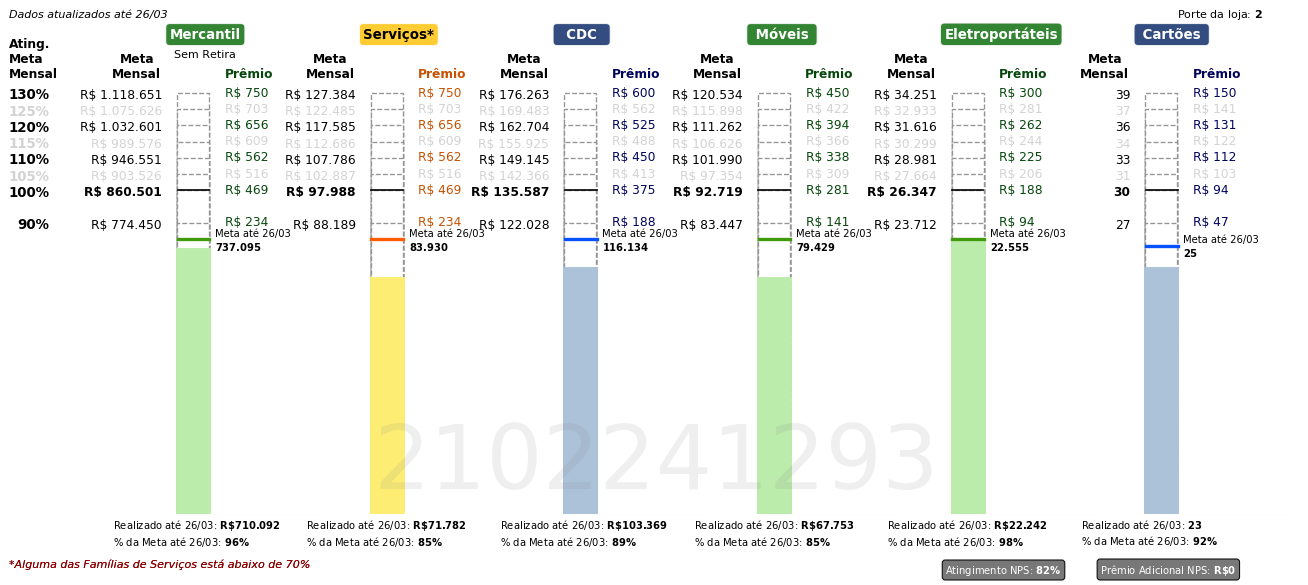 Dados atualizados até 26/03
Porte da loja: 2
Mercantil Serviços* CDC Móveis Eletroportáteis Cartões
Sem Retira
Ating. Meta Mensal
Meta Mensal Prêmio Meta Mensal Prêmio Meta Mensal Prêmio Meta Mensal Prêmio Meta Mensal Prêmio Meta Mensal Prêmio
130% R$ 1.118.651 R$ 750 R$ 127.384 R$ 750 R$ 176.263 R$ 600 R$ 120.534 R$ 450 R$ 34.251 R$ 300 39 R$ 150
125% R$ 1.075.626 R$ 703 R$ 122.485 R$ 703 R$ 169.483 R$ 562 R$ 115.898 R$ 422 R$ 32.933 R$ 281 37 R$ 141
120% R$ 1.032.601 R$ 656 R$ 117.585 R$ 656 R$ 162.704 R$ 525 R$ 111.262 R$ 394 R$ 31.616 R$ 262 36 R$ 131
115% R$ 989.576 R$ 609 R$ 112.686 R$ 609 R$ 155.925 R$ 488 R$ 106.626 R$ 366 R$ 30.299 R$ 244 34 R$ 122
110% R$ 946.551 R$ 562 R$ 107.786 R$ 562 R$ 149.145 R$ 450 R$ 101.990 R$ 338 R$ 28.981 R$ 225 33 R$ 112
105% R$ 903.526 R$ 516 R$ 102.887 R$ 516 R$ 142.366 R$ 413 R$ 97.354 R$ 309 R$ 27.664 R$ 206 31 R$ 103
100% R$ 860.501 R$ 469 R$ 97.988 R$ 469 R$ 135.587 R$ 375 R$ 92.719 R$ 281 R$ 26.347 R$ 188 30 R$ 94
90% R$ 774.450 R$ 234 R$ 88.189 R$ 234 R$ 122.028 R$ 188 R$ 83.447 R$ 141 R$ 23.712 R$ 94 27 R$ 47
Meta até 26/03 Meta até 26/03 Meta até 26/03 Meta até 26/03 Meta até 26/03 Meta até 26/03
737.095 83.930 116.134 79.429 22.555 25
2102241293
Realizado até 26/03: R$710.092 Realizado até 26/03: R$71.782 Realizado até 26/03: R$103.369 Realizado até 26/03: R$67.753 Realizado até 26/03: R$22.242 Realizado até 26/03: 23
% da Meta até 26/03: 96% % da Meta até 26/03: 85% % da Meta até 26/03: 89% % da Meta até 26/03: 85% % da Meta até 26/03: 98% % da Meta até 26/03: 92%
*Alguma das Famílias de Serviços está abaixo de 70%
Atingimento NPS: 82% Prêmio Adicional NPS: R$0